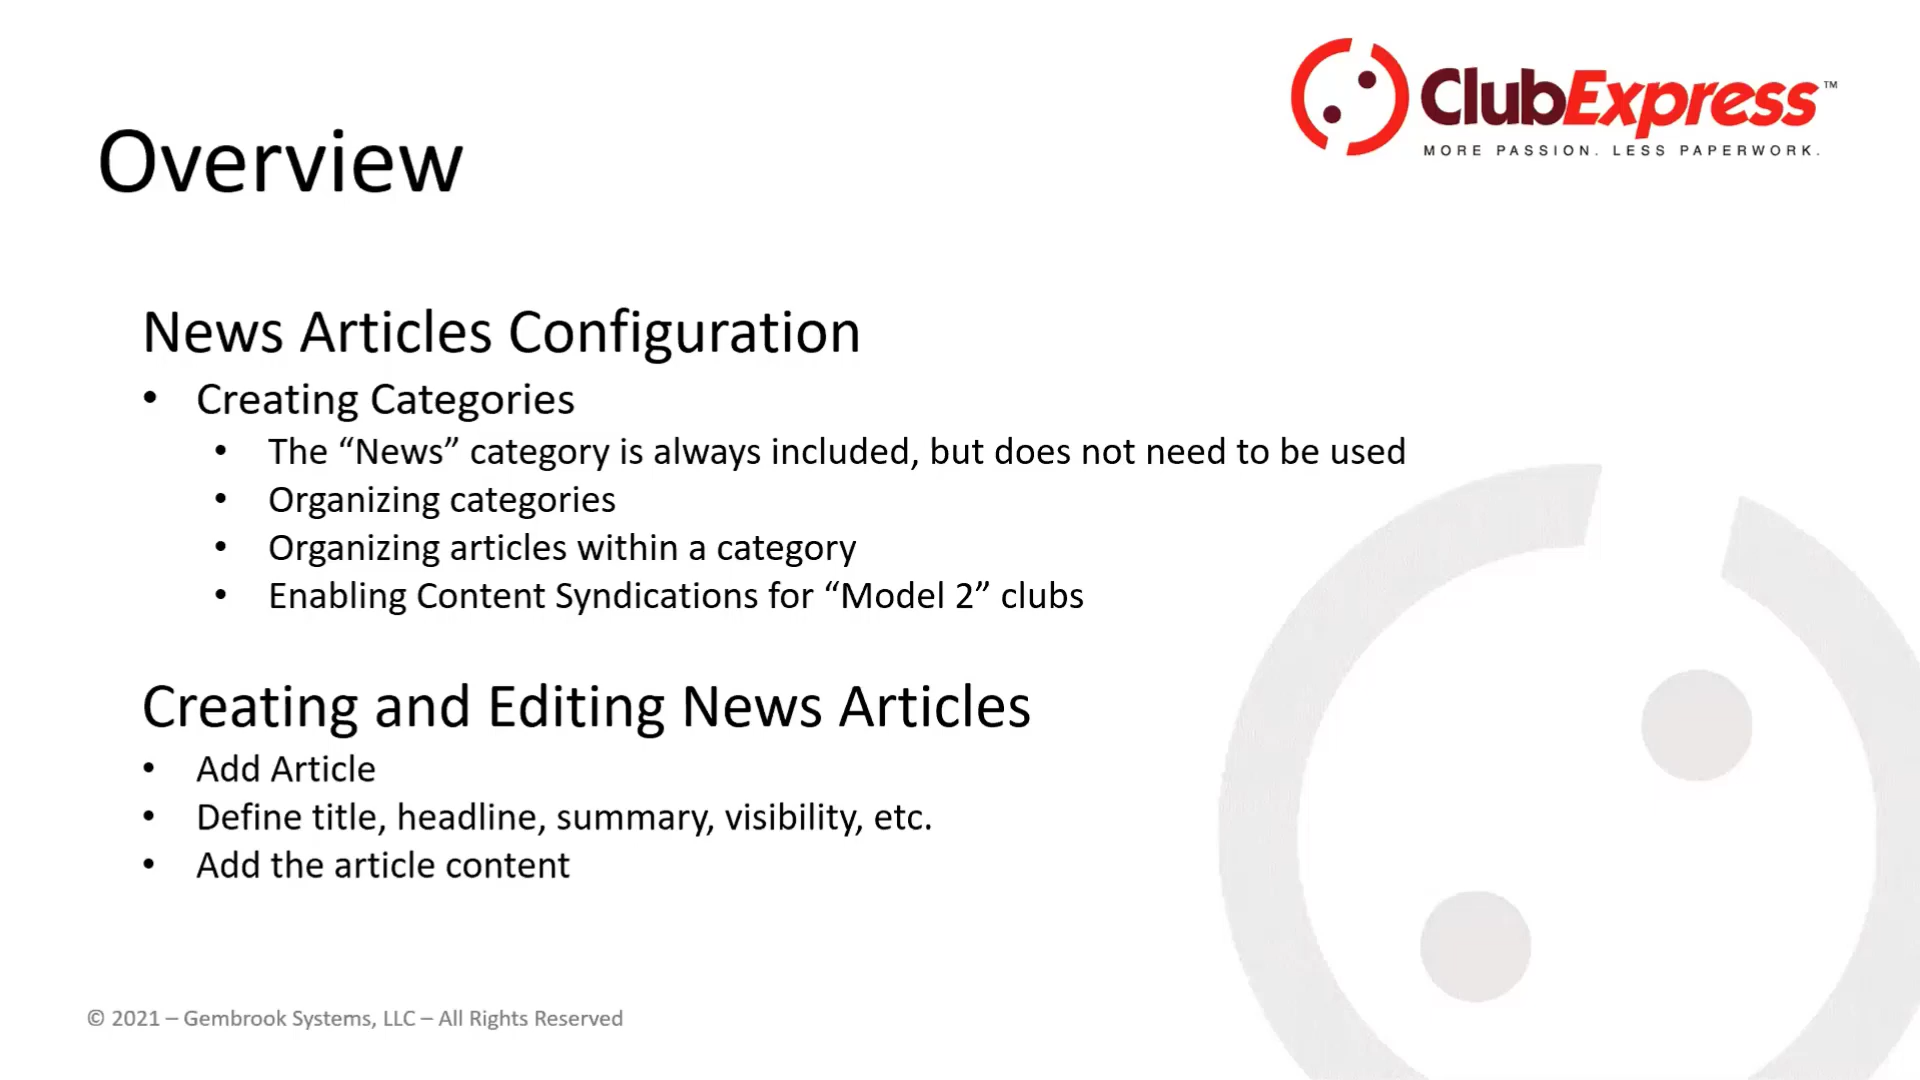 ClubExpress™
MORE PASSION. LESS PAPERWORK.
Overview
News Articles Configuration
• Creating Categories
• The “News” category is always included, but does not need to be used
• Organizing categories
• Organizing articles within a category
• Enabling Content Syndications for “Model 2” clubs
Creating and Editing News Articles
• Add Article
• Define title, headline, summary, visibility, etc.
• Add the article content
© 2021 – Gembrook Systems, LLC – All Rights Reserved